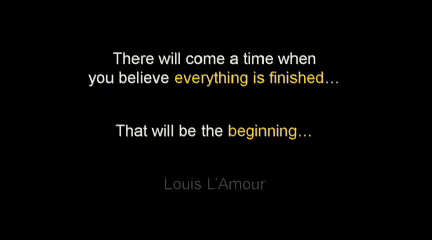 There will come a time when
you believe everything is finished…
That will be the beginning…
Louis L'Amour